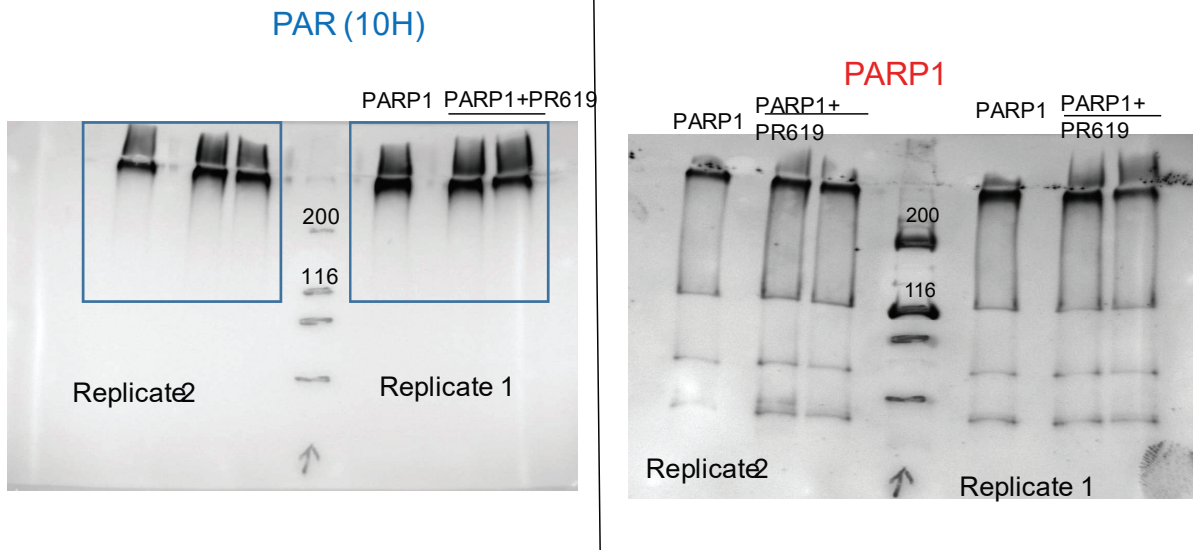 PAR (10H)
PARP1 PARP1+PR619
200
116
Replicate2
Replicate 1
PARP1
PARP1 PARP1+
PR619
PARP1 PARP1+
PR619
200
116
Replicate2
Replicate 1